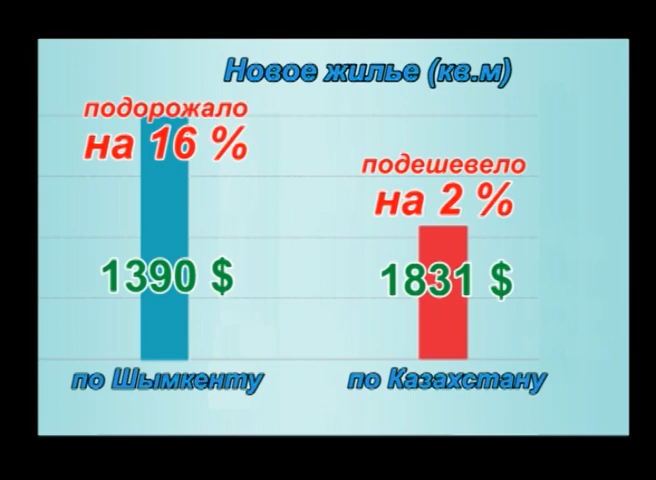 Новое жилье (кв.м)
подорожало
на 16 %
подешевело
на 2 %
1390 $
1831 $
по Шымкенту
по Казахстану